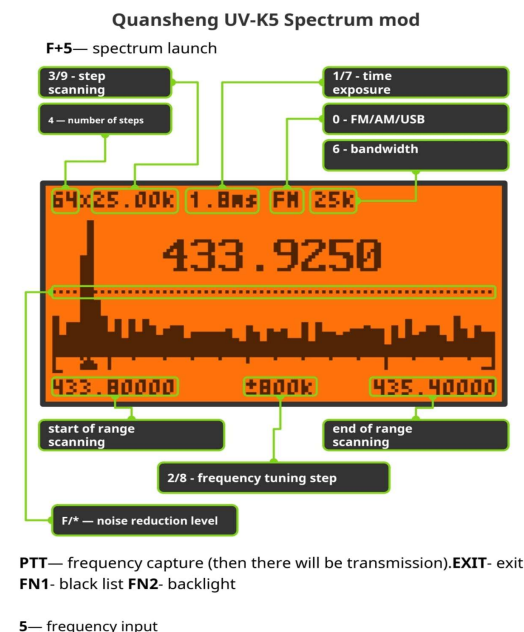 Quansheng UV-K5 Spectrum mod
F+5— spectrum launch
3/9 - step
scanning
1/7 - time
exposure
4 — number of steps
0 - FM/AM/USB
6 - bandwidth
64x25.00k 1.8ms FM 25k
433.9250
433.80000 ±800k 435.40000
start of range
scanning
end of range
scanning
2/8 - frequency tuning step
F/* — noise reduction level
PTT— frequency capture (then there will be transmission).EXIT- exit
FN1- black list FN2- backlight
5— frequency input